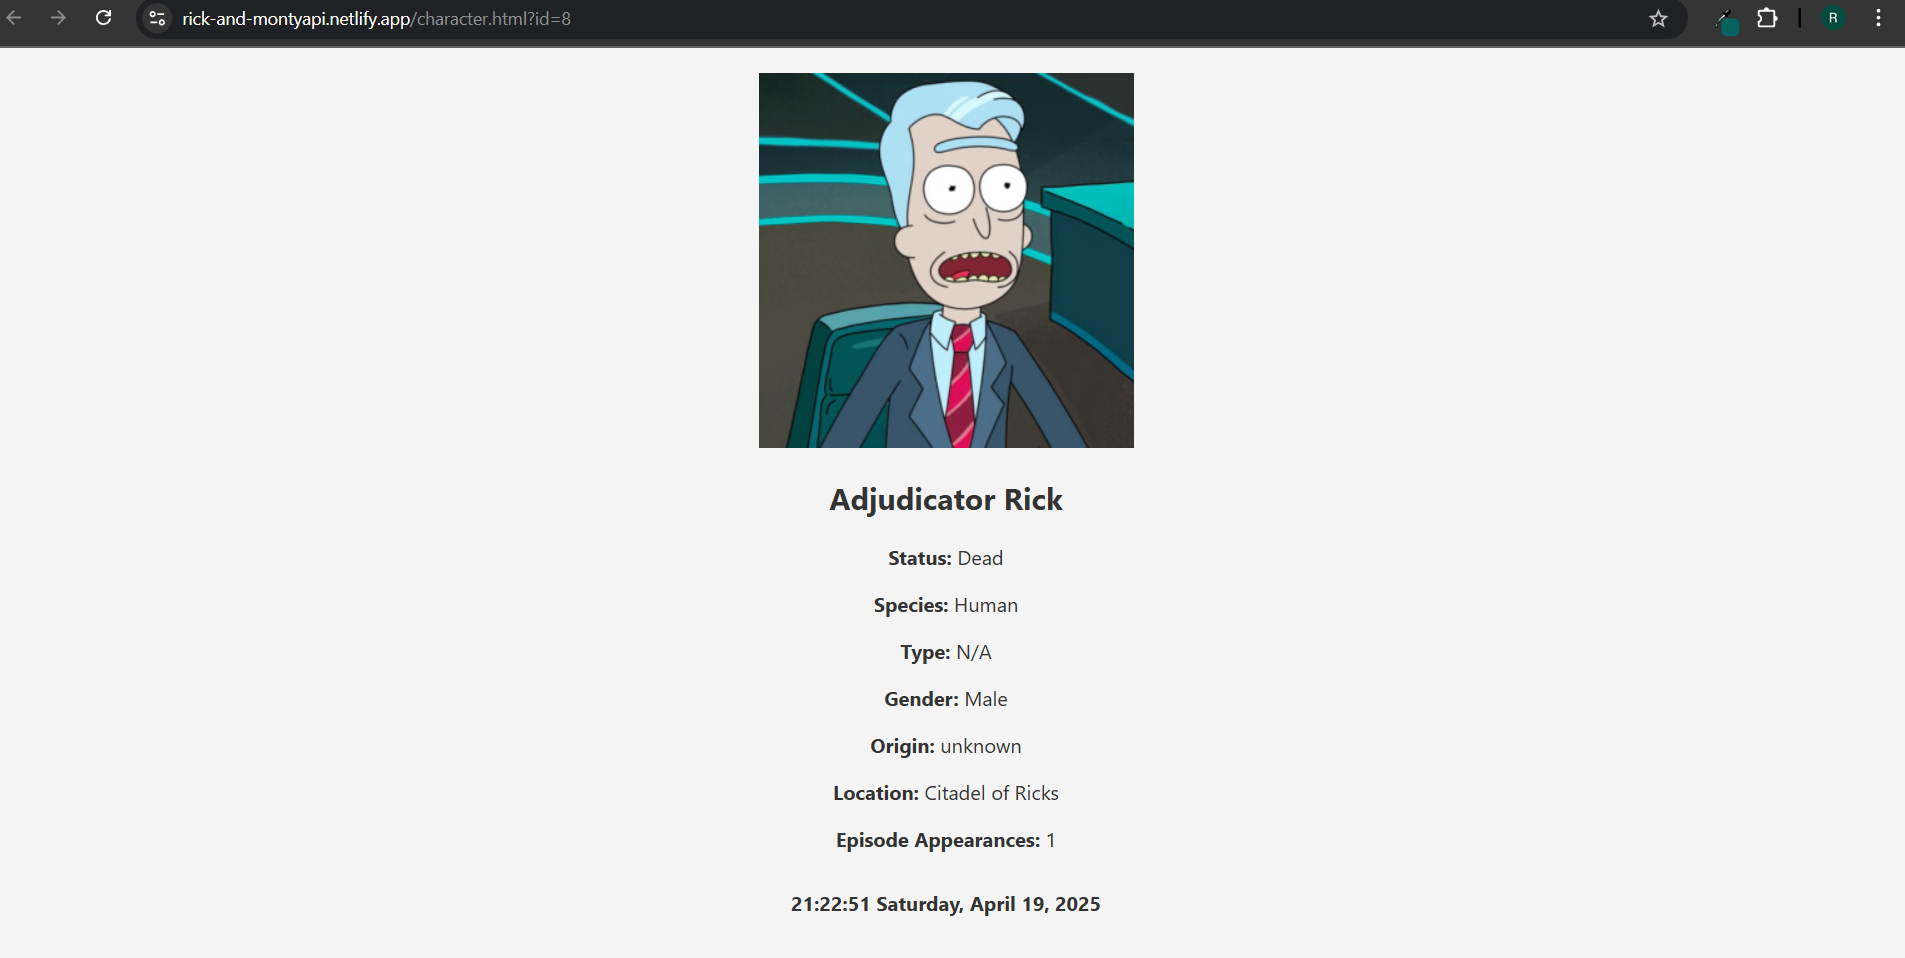 rick-and-montyapi.netlify.app/character.html?id=8
R
Adjudicator Rick
Status: Dead
Species: Human
Type: N/A
Gender: Male
Origin: unknown
Location: Citadel of Ricks
Episode Appearances: 1
21:22:51 Saturday, April 19, 2025